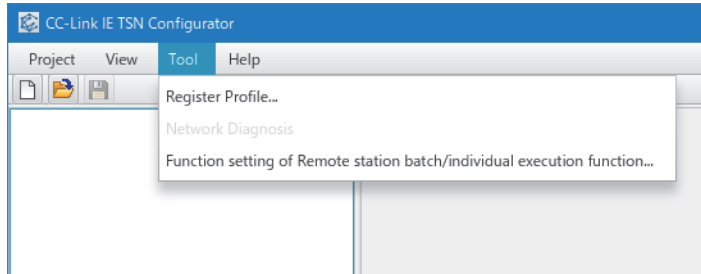 CC-Link IE TSN Configurator
Project View Tool Help
Register Profile...
Network Diagnosis
Function setting of Remote station batch/individual execution function...